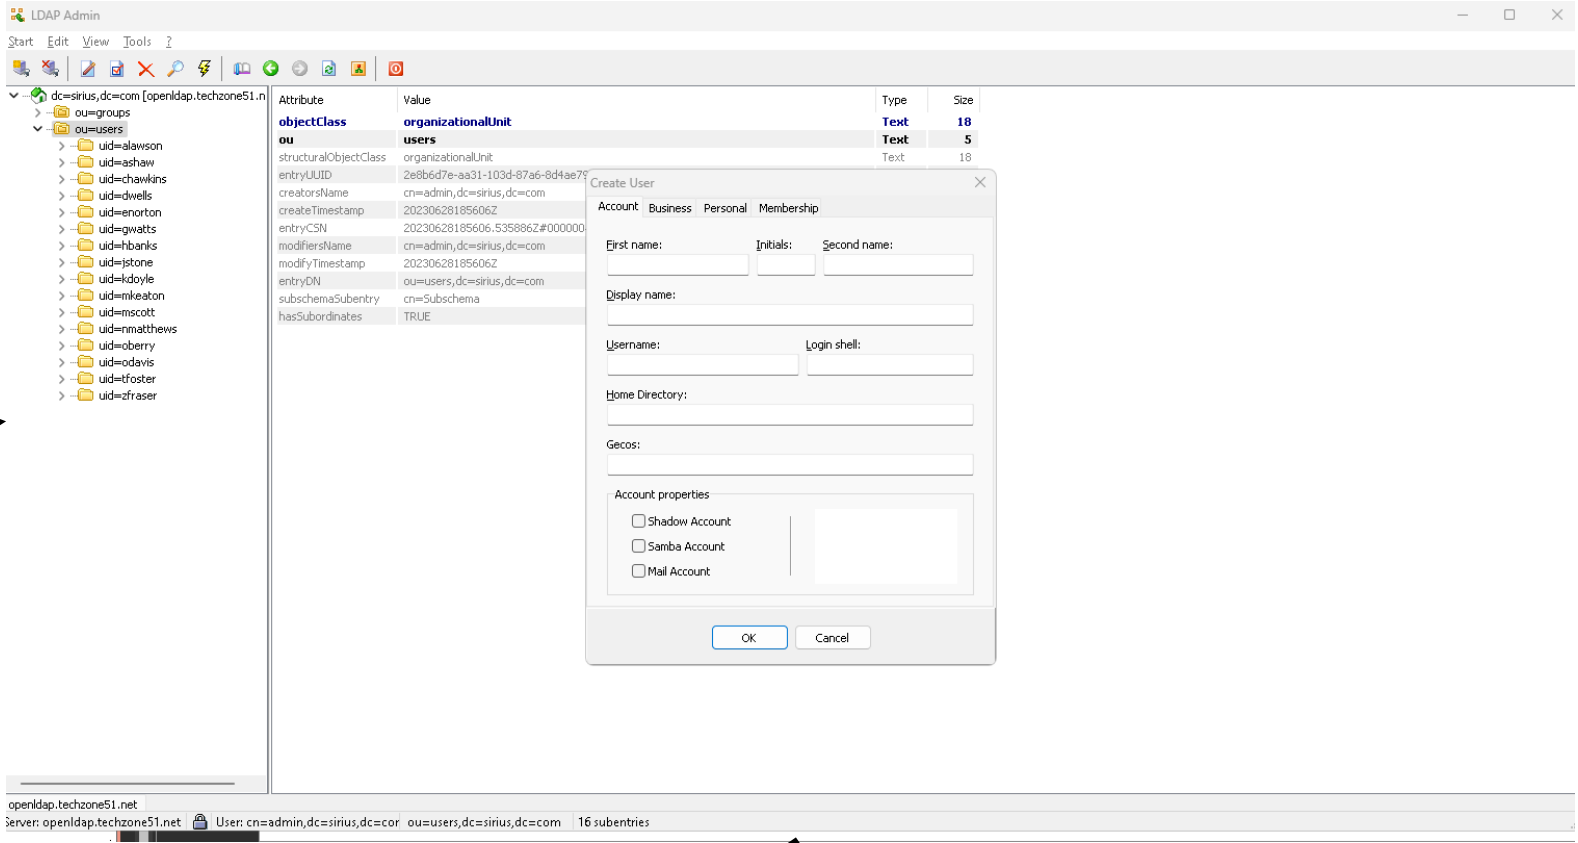 LDAP Admin
Start Edit View Tools ?
dc=sirius,dc=com [openldap.techzone51.n
ou=groups
ou=users
uid=alawson
uid=ashaw
uid=chawkins
uid=dwells
uid=enorton
uid=gwatts
uid=hbanks
uid=jstone
uid=kdoyle
uid=mkeaton
uid=mscott
uid=nmatthews
uid=oberry
uid=odavis
uid=tfoster
uid=zfraser
Attribute Value Type Size
objectClass organizationalUnit Text 18
ou users Text 5
structuralObjectClass organizationalUnit Text 18
entryUUID 2e8b6d7e-aa31-103d-87a6-8d4ae79
creatorsName cn=admin,dc=sirius,dc=com
createTimestamp 20230628185606Z
entryCSN 20230628185606.535886Z#000000
modifiersName cn=admin,dc=sirius,dc=com
modifyTimestamp 20230628185606Z
entryDN ou=users,dc=sirius,dc=com
subschemaSubentry cn=Subschema
hasSubordinates TRUE
Create User
Account Business Personal Membership
First name: Initials: Second name:
Display name:
Username: Login shell:
Home Directory:
Gecos:
Account properties
Shadow Account
Samba Account
Mail Account
OK Cancel
openldap.techzone51.net
Server: openldap.techzone51.net User: cn=admin,dc=sirius,dc=cor ou=users,dc=sirius,dc=com 16 subentries